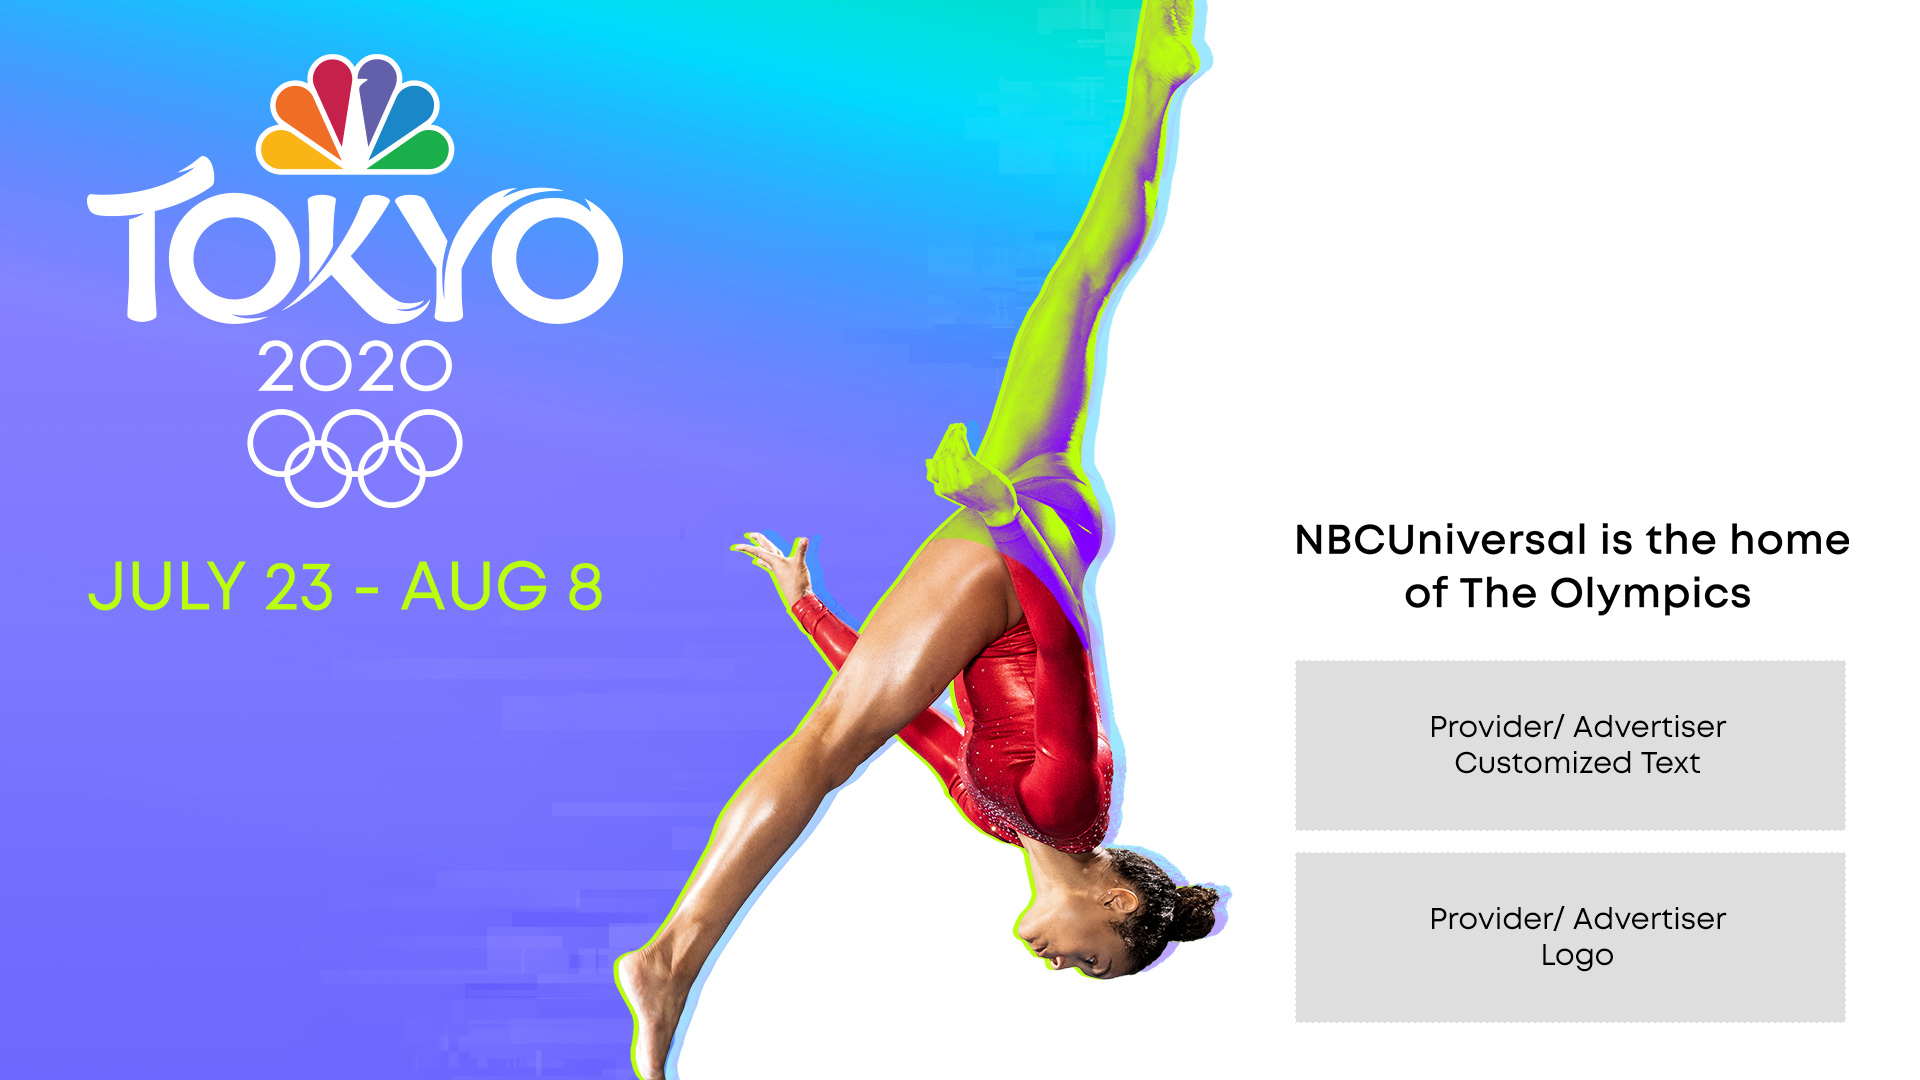 TOKYO
2020
JULY 23 - AUG 8
NBCUniversal is the home
of The Olympics
Provider/ Advertiser
Customized Text
Provider/ Advertiser
Logo